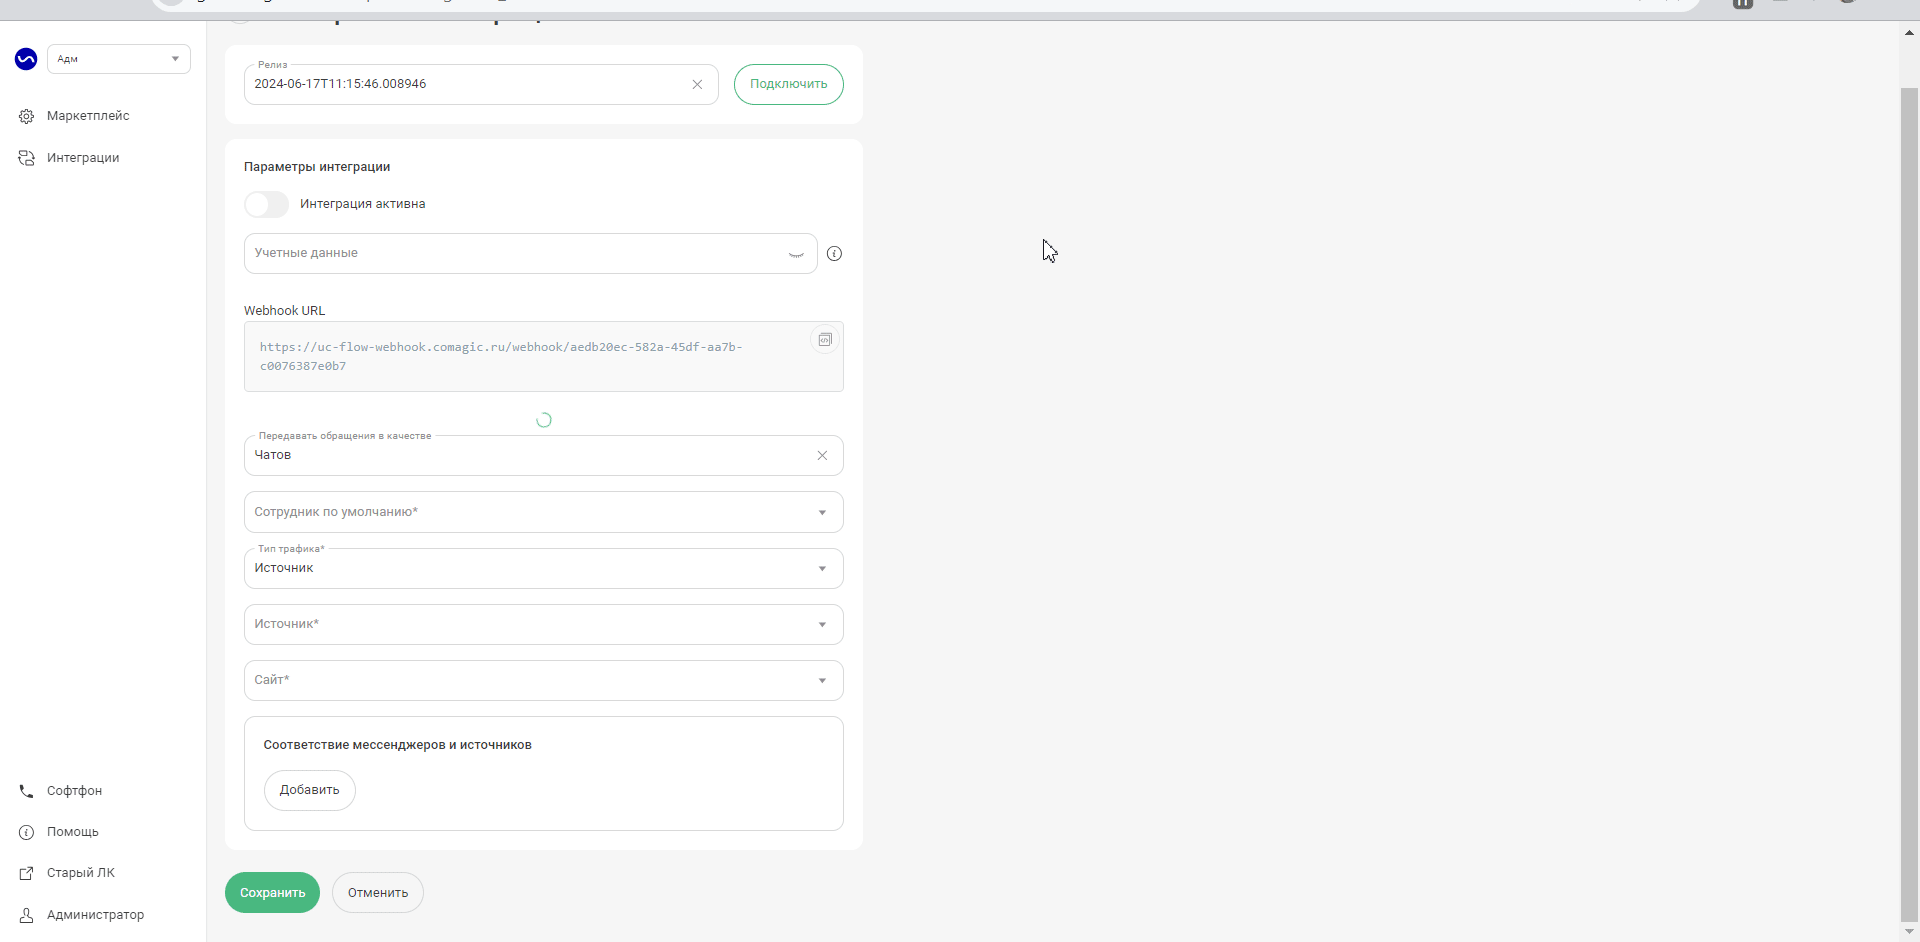 Адм
Маркетплейс
Интеграции
Релиз
2024-06-17T11:15:46.008946
Подключить
Параметры интеграции
Интеграция активна
Учетные данные
Webhook URL
https://uc-flow-webhook.comagic.ru/webhook/aedb20ec-582a-45df-aa7b-
c0076387e0b7
Передавать обращения в качестве
Чатов
Сотрудник по умолчанию*
Тип трафика*
Источник
Источник*
Сайт*
Соответствие мессенджеров и источников
Добавить
Сохранить
Отменить
Софтфон
Помощь
Старый ЛК
Администратор